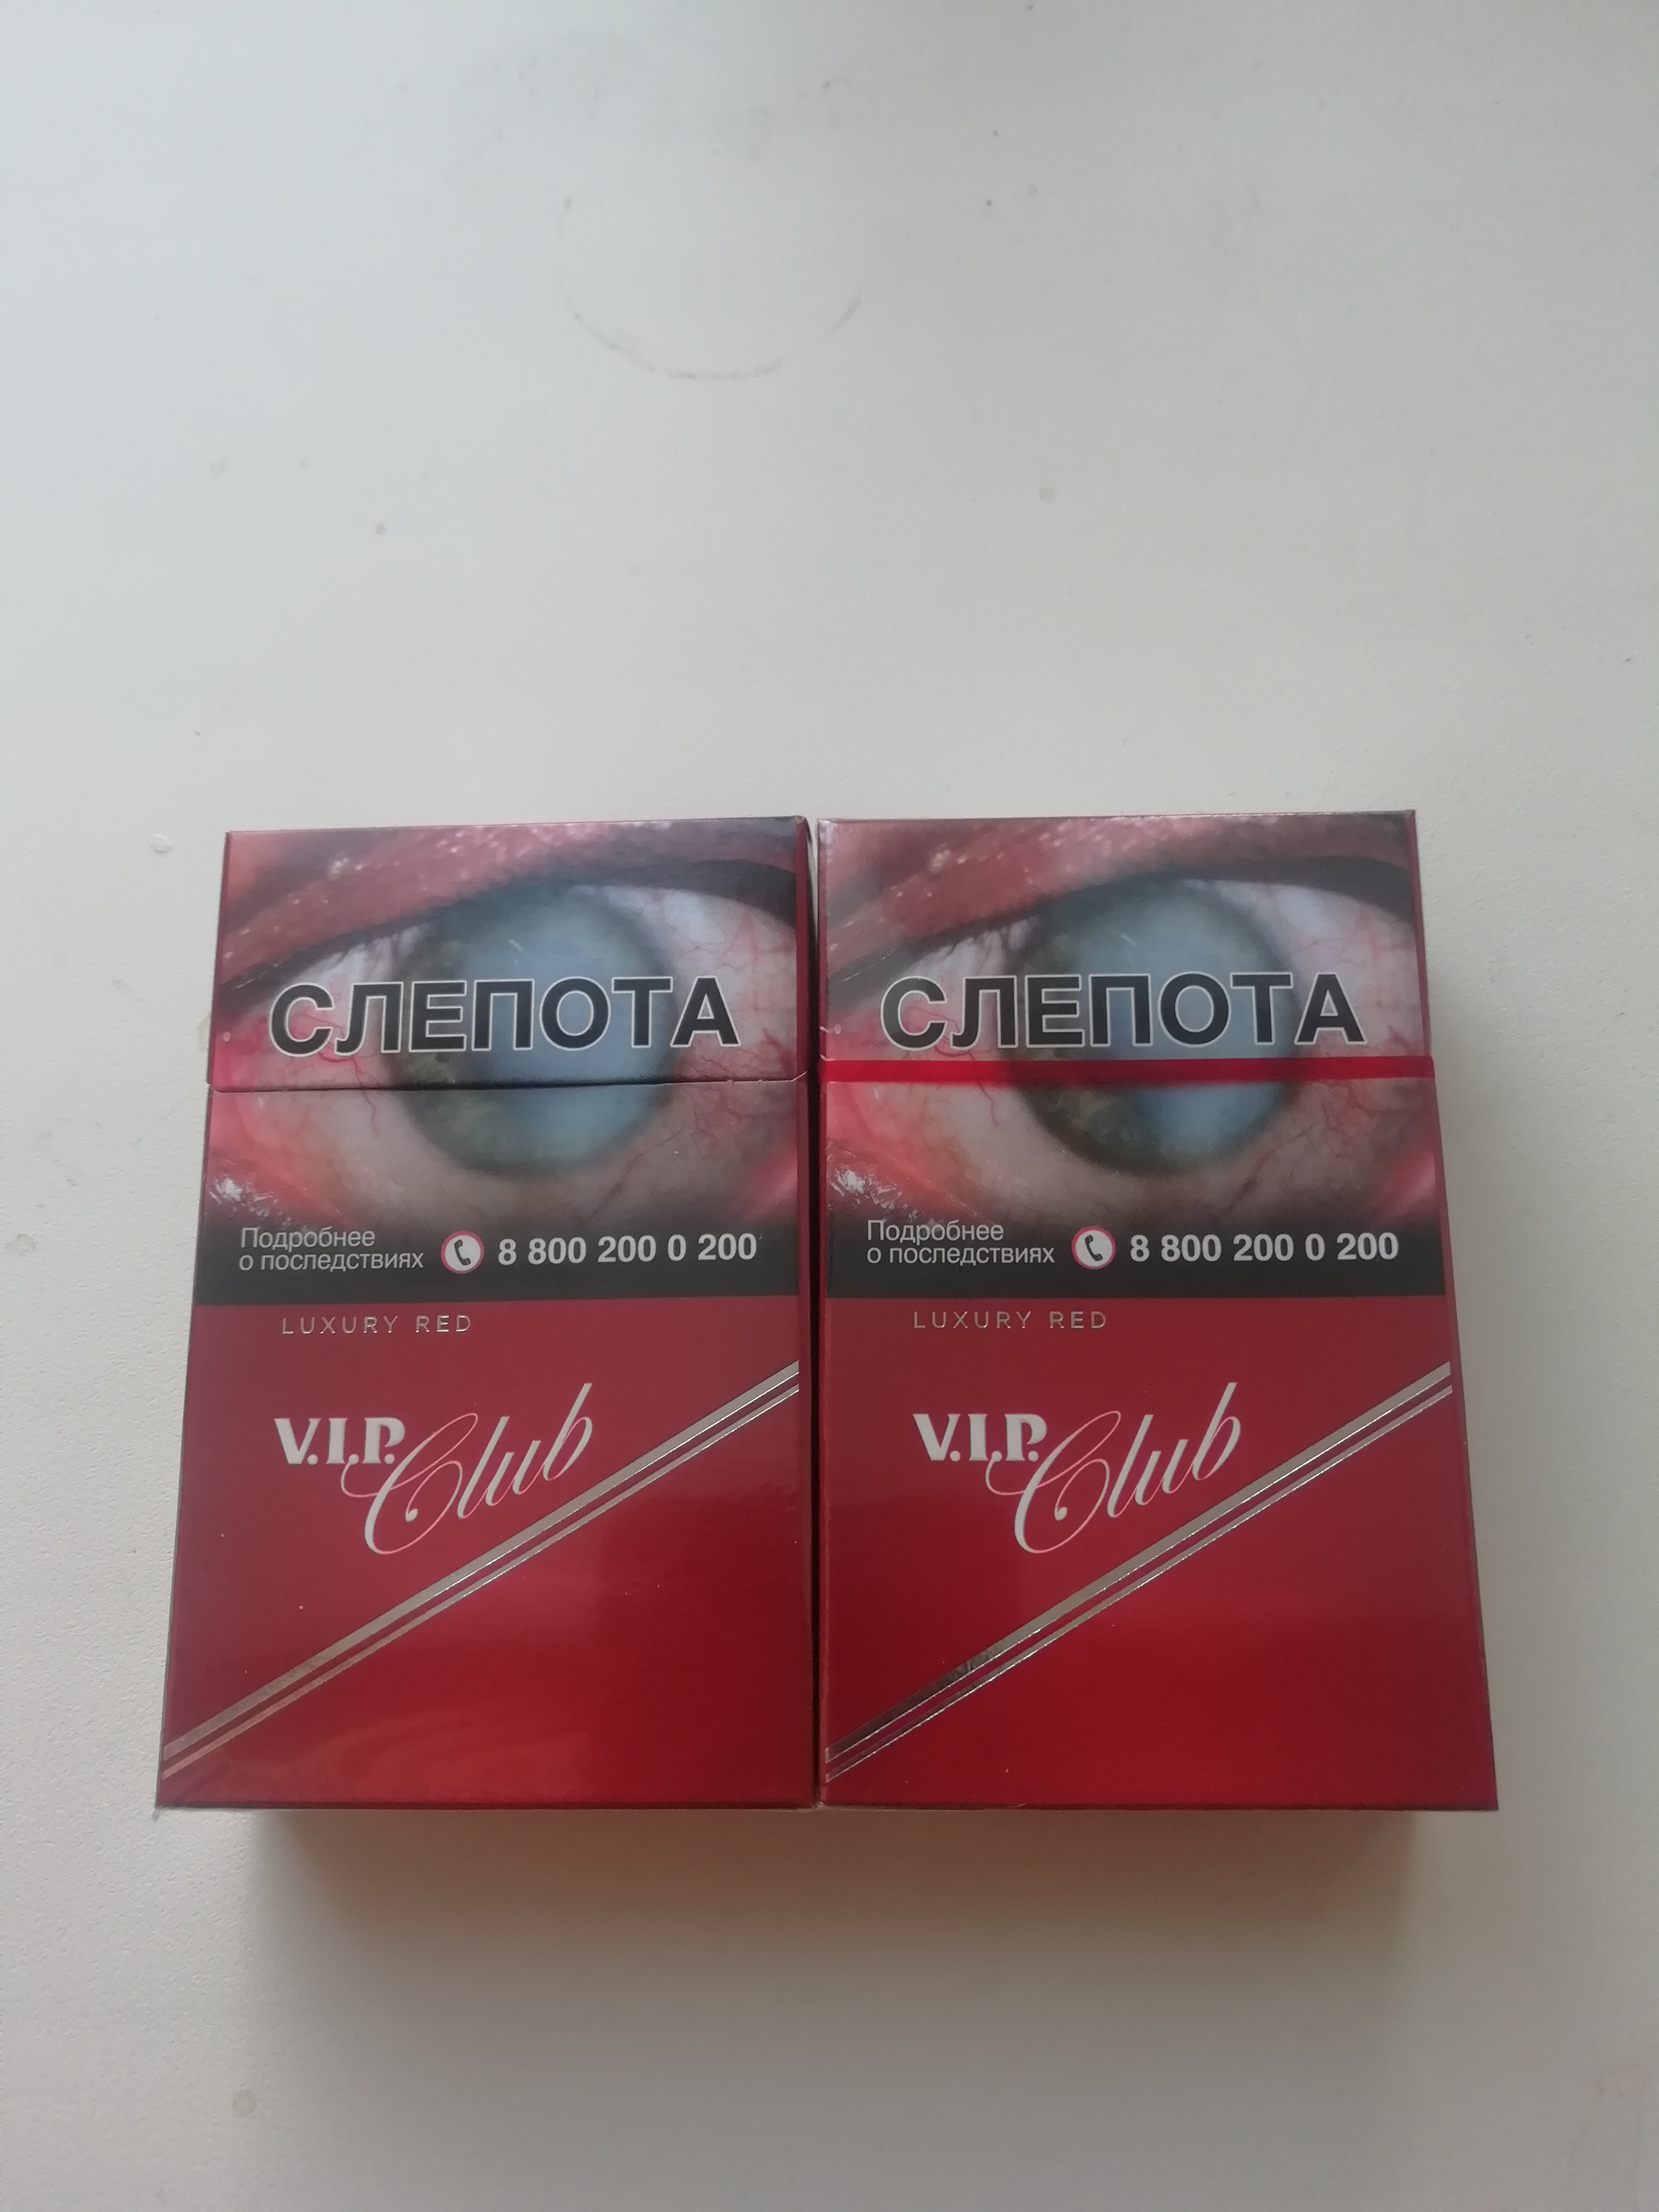 СЛЕПОТА
Подробнее
о последствиях
8 800 200 0 200
LUXURY RED
V.I.P. Club
СЛЕПОТА
Подробнее
о последствиях
8 800 200 0 200
LUXURY RED
V.I.P. Club